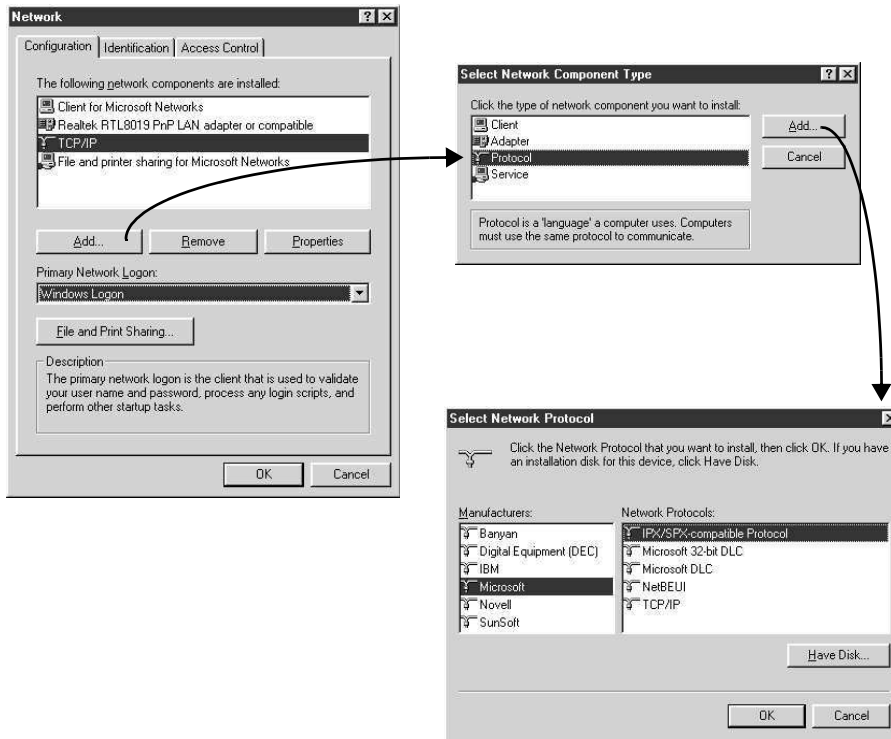 Network
Configuration Identification Access Control
The following network components are installed:
Client for Microsoft Networks
Realtek RTL8019 PnP LAN adapter or compatible
TCP/IP
File and printer sharing for Microsoft Networks
Add... Remove Properties
Primary Network Logon:
Windows Logon
File and Print Sharing...
Description
The primary network logon is the client that is used to validate
your user name and password, process any login scripts, and
perform other startup tasks.
OK Cancel
Select Network Component Type
Click the type of network component you want to install:
Client
Adapter
Protocol
Service
Add...
Cancel
Protocol is a 'language' a computer uses. Computers
must use the same protocol to communicate.
Select Network Protocol
Click the Network Protocol that you want to install, then click OK. If you have
an installation disk for this device, click Have Disk.
Manufacturers:
Banyan
Digital Equipment (DEC)
IBM
Microsoft
Novell
SunSoft
Network Protocols:
IPX/SPX-compatible Protocol
Microsoft 32-bit DLC
Microsoft DLC
NetBEUI
TCP/IP
Have Disk...
OK Cancel